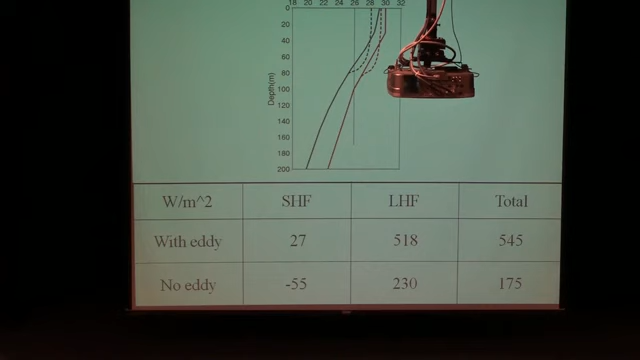 18 20 22 24 26 28 30 32
0
20
40
60
80
100
120
140
160
180
200
Depth(m)
W/m^2 SHF LHF Total
With eddy 27 518 545
No eddy -55 230 175